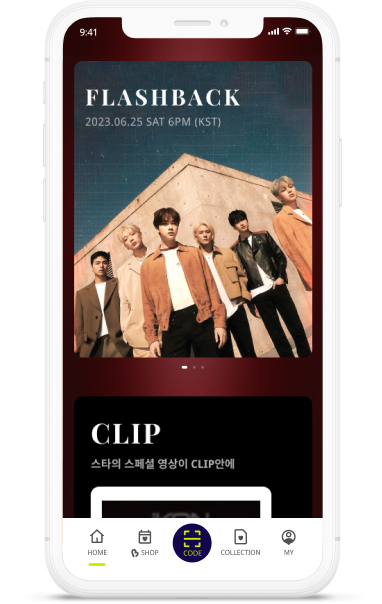 9:41
FLASHBACK
2023.06.25 SAT 6PM (KST)
CLIP
스타의 스페셜 영상이 CLIP안에
iKON
HOME
SHOP
CODE
COLLECTION
MY